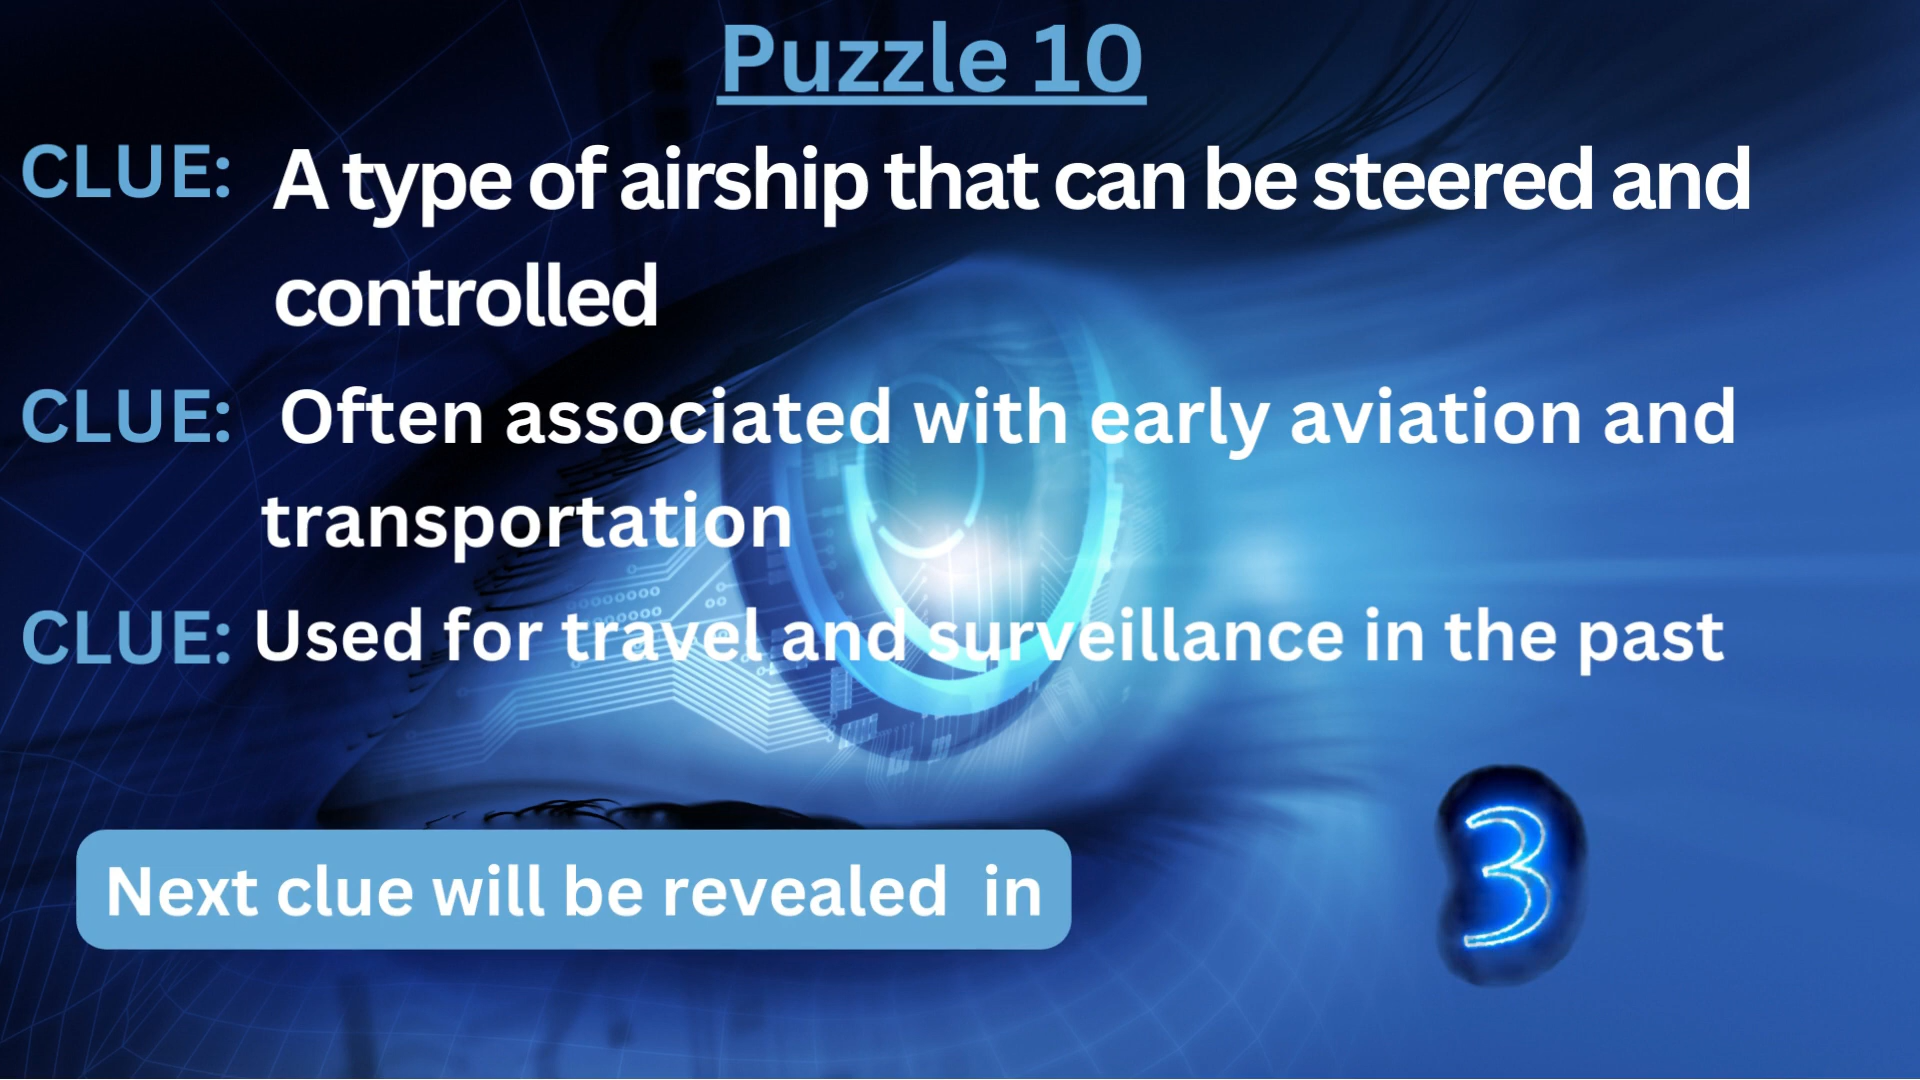 Puzzle 10
CLUE: A type of airship that can be steered and
controlled
CLUE: Often associated with early aviation and
transportation
CLUE: Used for travel and surveillance in the past
Next clue will be revealed in
3